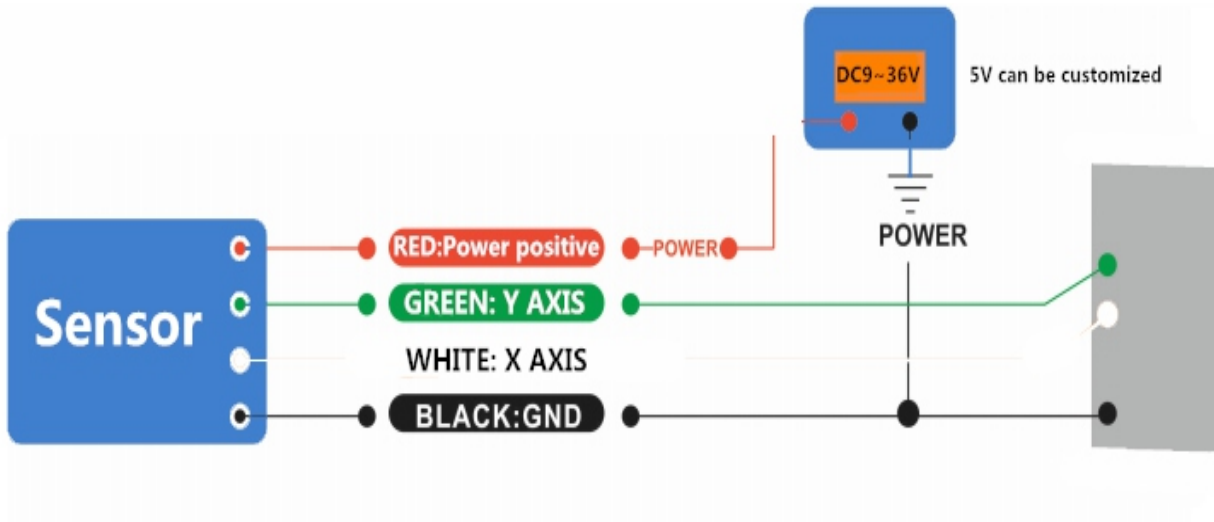 DC9~36V
5V can be customized
POWER
Sensor
RED:Power positive
POWER
GREEN: Y AXIS
WHITE: X AXIS
BLACK:GND